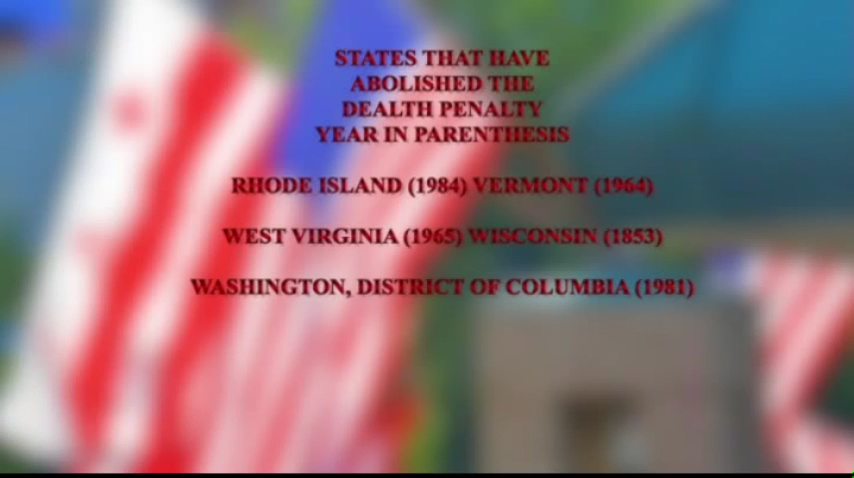 STATES THAT HAVE
ABOLISHED THE
DEALTH PENALTY
YEAR IN PARENTHESIS
RHODE ISLAND (1984) VERMONT (1964)
WEST VIRGINIA (1965) WISCONSIN (1853)
WASHINGTON, DISTRICT OF COLUMBIA (1981)